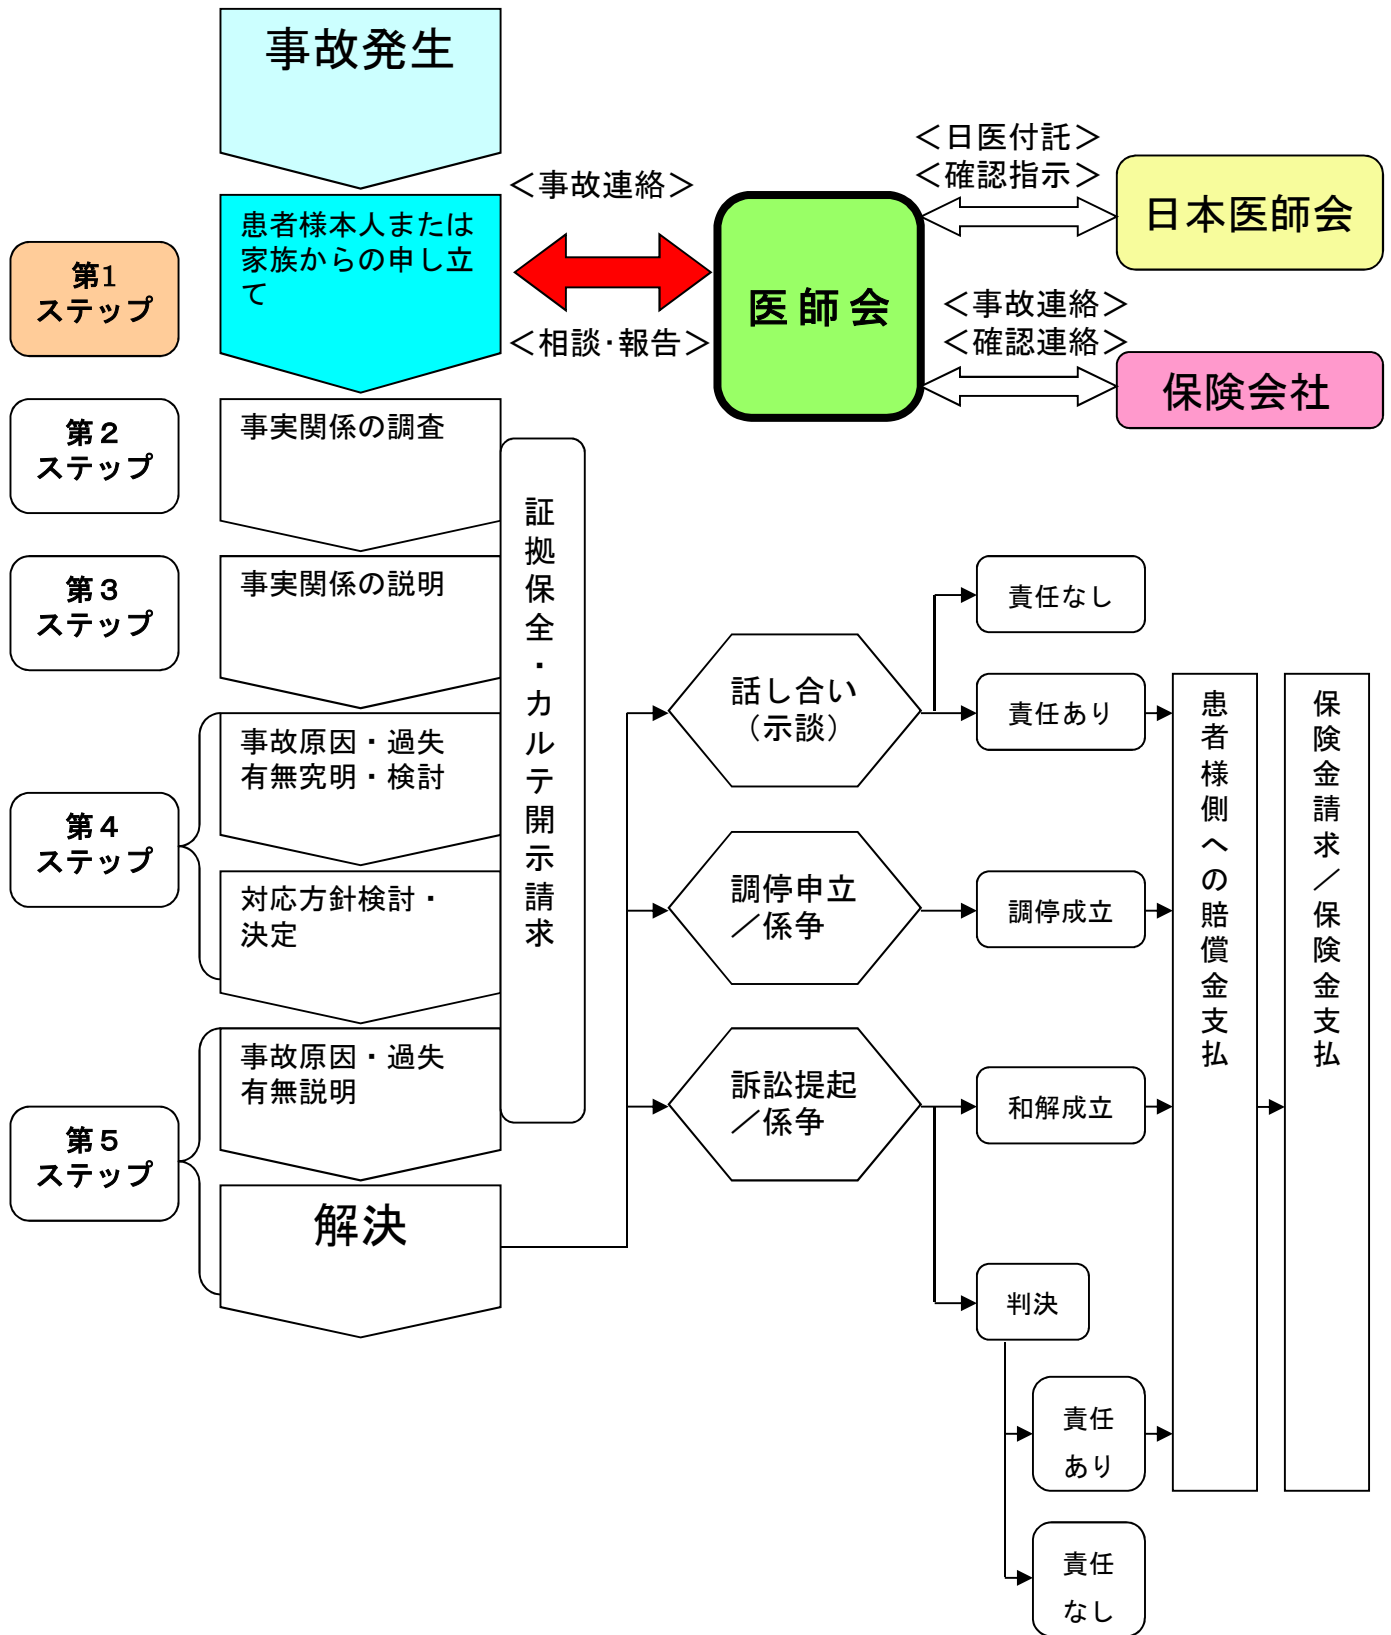 事故発生
＜事故連絡＞
患者様本人または
家族からの申し立
て
＜相談･報告＞
医師会
＜日医付託＞
＜確認指示＞
日本医師会
＜事故連絡＞
＜確認連絡＞
保険会社
第1
ステップ
第２
ステップ
事実関係の調査
第３
ステップ
事実関係の説明
第４
ステップ
事故原因・過失
有無究明・検討
対応方針検討・
決定
第５
ステップ
事故原因・過失
有無説明
解決
証拠保全・カルテ開示請求
話し合い
（示談）
責任なし
責任あり
調停申立
／係争
調停成立
訴訟提起
／係争
和解成立
判決
責任
あり
責任
なし
患者様側への賠償金支払
保険金請求／保険金支払